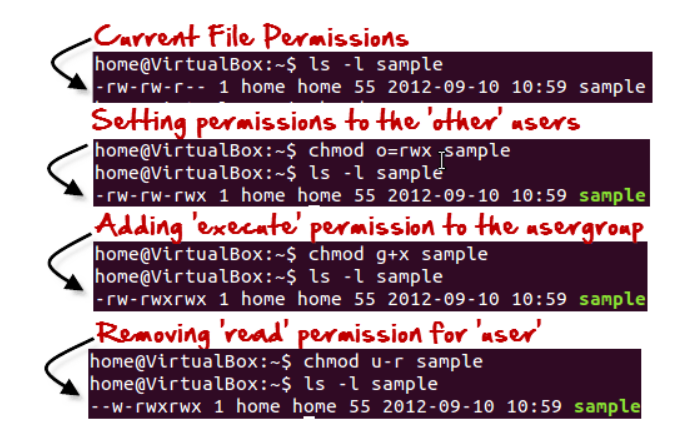 Current File Permissions
home@VirtualBox:~$ ls -l sample
-rw-rw-r-- 1 home home 55 2012-09-10 10:59 sample
Setting permissions to the 'other' users
home@VirtualBox:~$ chmod o=rwx sample
home@VirtualBox:~$ ls -l sample
-rw-rw-rwx 1 home home 55 2012-09-10 10:59 sample
Adding 'execute' permission to the usergroup
home@VirtualBox:~$ chmod g+x sample
home@VirtualBox:~$ ls -l sample
-rw-rwxrwx 1 home home 55 2012-09-10 10:59 sample
Removing 'read' permission for 'user'
home@VirtualBox:~$ chmod u-r sample
home@VirtualBox:~$ ls -l sample
--w-rwxrwx 1 home home 55 2012-09-10 10:59 sample